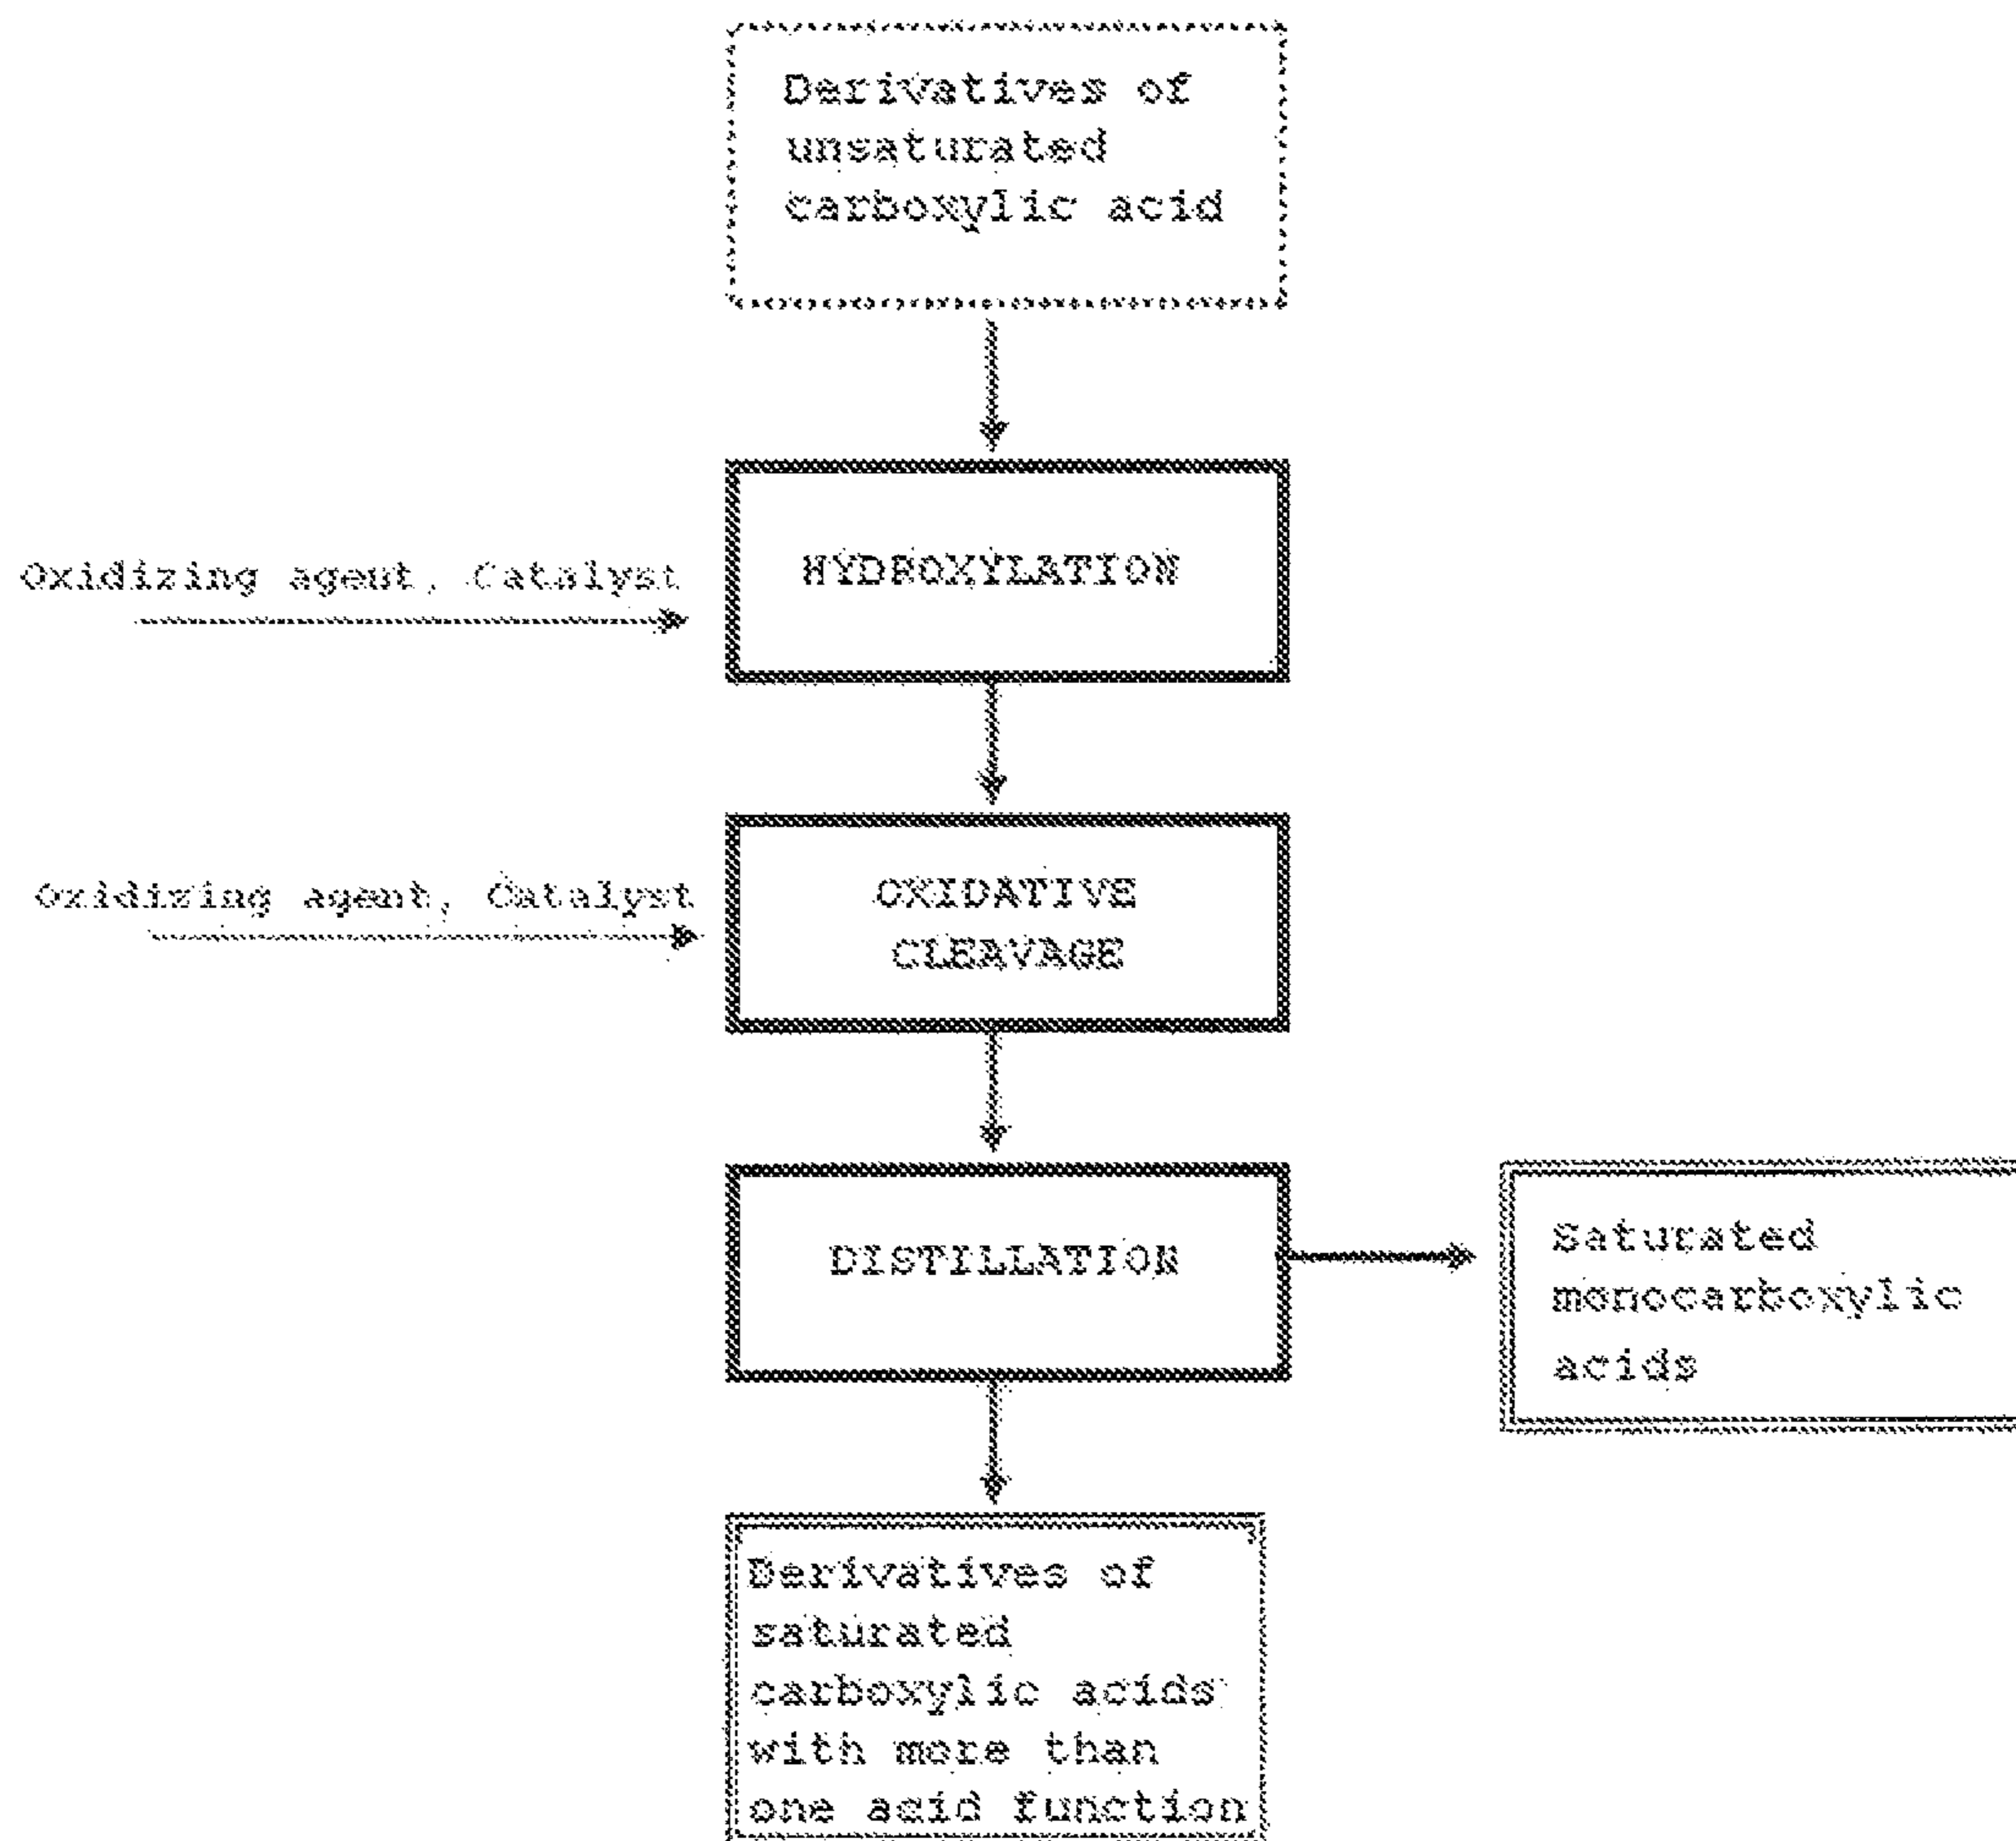 Derivatives of
unsaturated
carboxylic acid
Oxidizing agent, Catalyst
HYDROXYLATION
Oxidizing agent, Catalyst
OXIDATIVE
CLEAVAGE
DISTILLATION
Saturated
monocarboxylic
acids
Derivatives of
saturated
carboxylic acids
with more than
one acid function